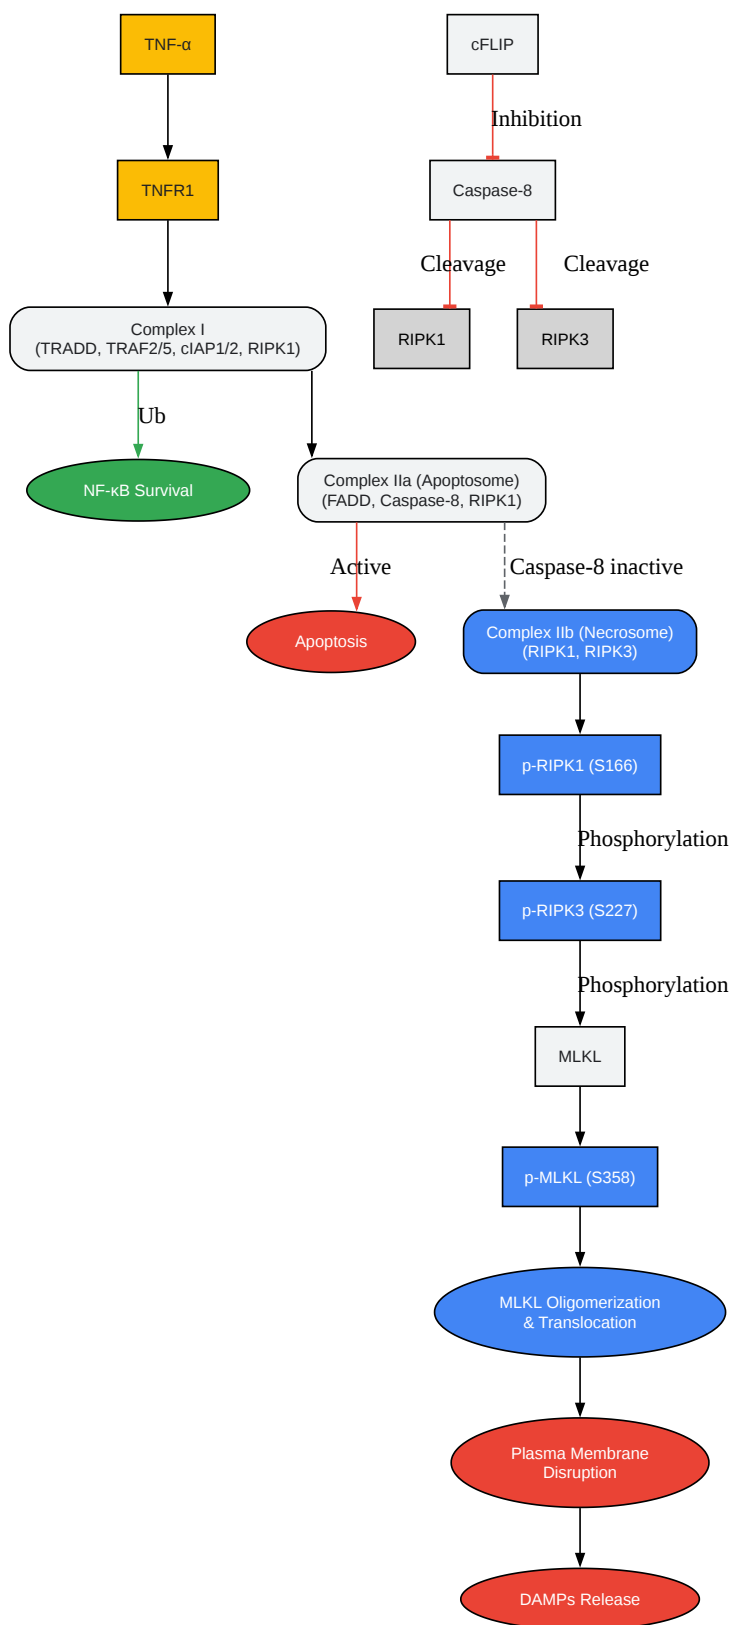 TNF-α
cFLIP
Inhibition
TNFR1
Caspase-8
Cleavage
Cleavage
Complex I
(TRADD, TRAF2/5, cIAP1/2, RIPK1)
RIPK1
RIPK3
Ub
NF-κB Survival
Complex IIa (Apoptosome)
(FADD, Caspase-8, RIPK1)
Active
Caspase-8 inactive
Apoptosis
Complex IIb (Necrosome)
(RIPK1, RIPK3)
p-RIPK1 (S166)
Phosphorylation
p-RIPK3 (S227)
Phosphorylation
MLKL
p-MLKL (S358)
MLKL Oligomerization
& Translocation
Plasma Membrane
Disruption
DAMPs Release